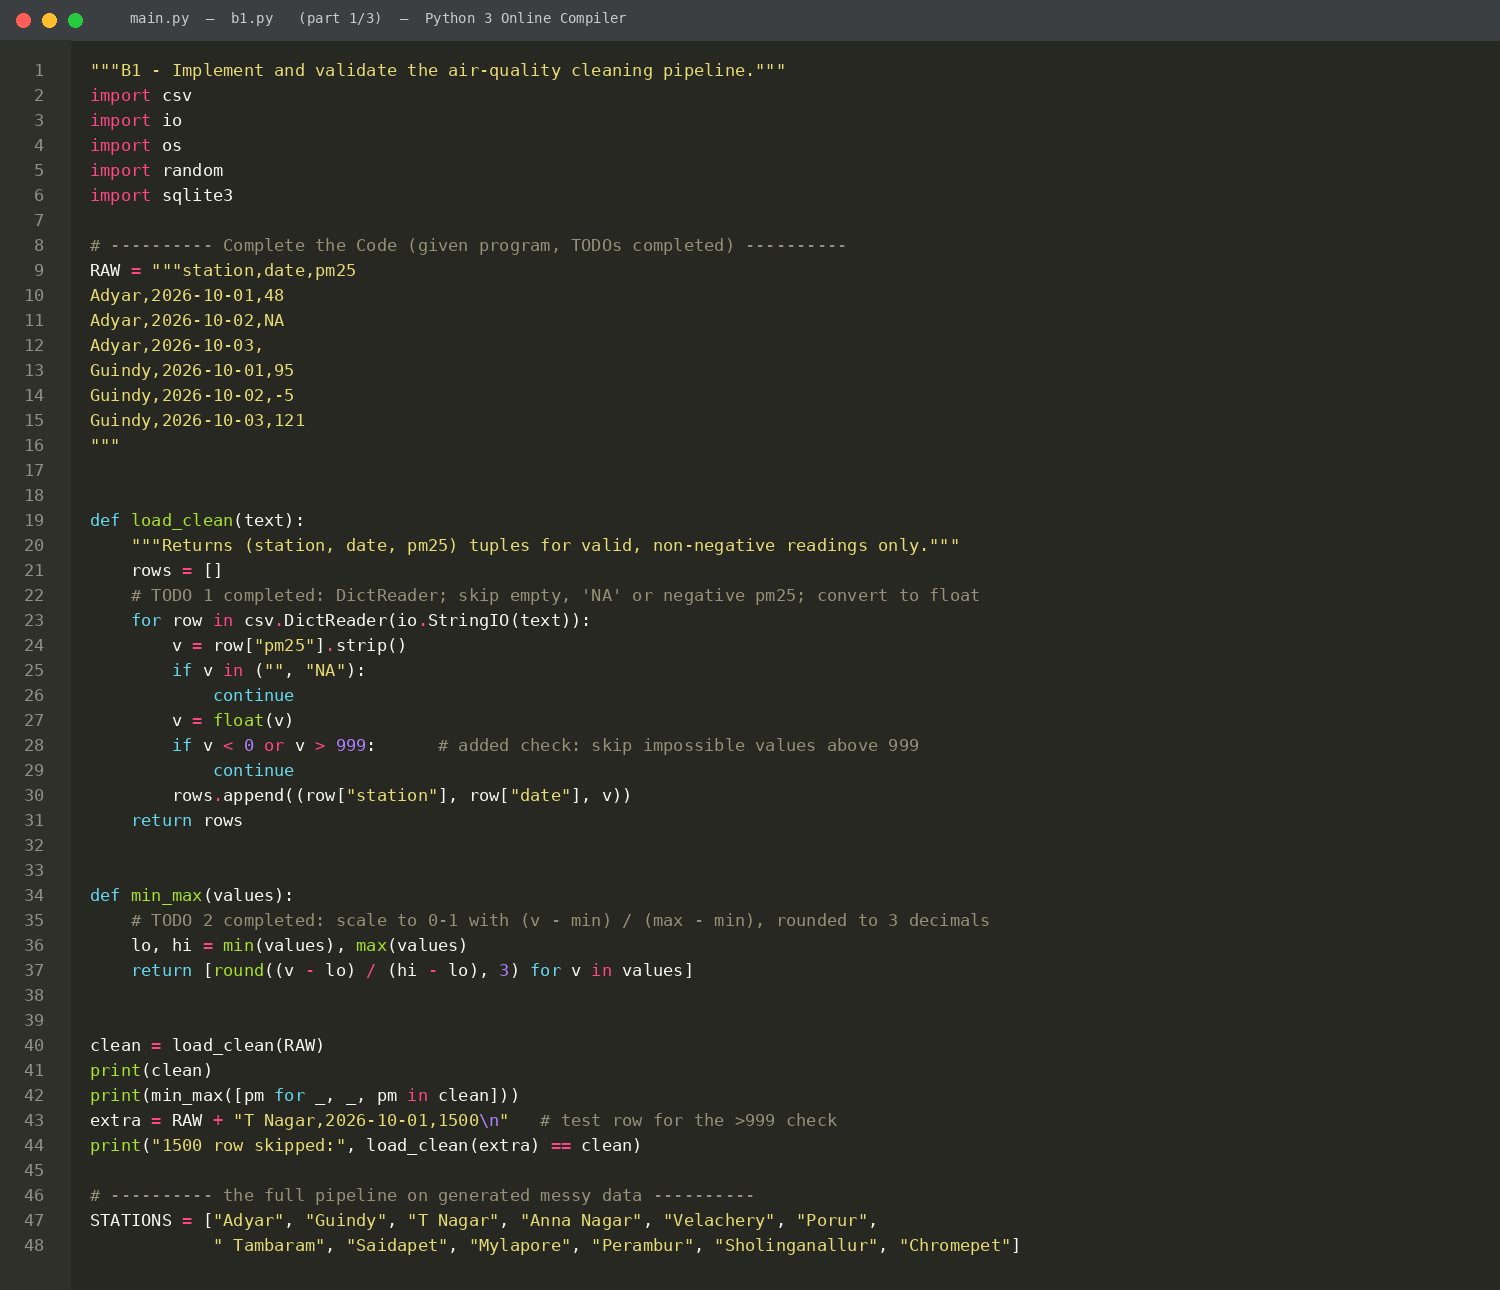 main.py — b1.py (part 1/3) — Python 3 Online Compiler
1 """B1 - Implement and validate the air-quality cleaning pipeline."""
2 import csv
3 import io
4 import os
5 import random
6 import sqlite3
7
8 # ---------- Complete the Code (given program, TODOs completed) ----------
9 RAW = """station,date,pm25
10 Adyar,2026-10-01,48
11 Adyar,2026-10-02,NA
12 Adyar,2026-10-03,
13 Guindy,2026-10-01,95
14 Guindy,2026-10-02,-5
15 Guindy,2026-10-03,121
16 """
17
18
19 def load_clean(text):
20     """Returns (station, date, pm25) tuples for valid, non-negative readings only."""
21     rows = []
22     # TODO 1 completed: DictReader; skip empty, 'NA' or negative pm25; convert to float
23     for row in csv.DictReader(io.StringIO(text)):
24         v = row["pm25"].strip()
25         if v in ("", "NA"):
26             continue
27         v = float(v)
28         if v < 0 or v > 999:      # added check: skip impossible values above 999
29             continue
30         rows.append((row["station"], row["date"], v))
31     return rows
32
33
34 def min_max(values):
35     # TODO 2 completed: scale to 0-1 with (v - min) / (max - min), rounded to 3 decimals
36     lo, hi = min(values), max(values)
37     return [round((v - lo) / (hi - lo), 3) for v in values]
38
39
40 clean = load_clean(RAW)
41 print(clean)
42 print(min_max([pm for _, _, pm in clean]))
43 extra = RAW + "T Nagar,2026-10-01,1500\n"   # test row for the >999 check
44 print("1500 row skipped:", load_clean(extra) == clean)
45
46 # ---------- the full pipeline on generated messy data ----------
47 STATIONS = ["Adyar", "Guindy", "T Nagar", "Anna Nagar", "Velachery", "Porur",
48             " Tambaram", "Saidapet", "Mylapore", "Perambur", "Sholinganallur", "Chromepet"]